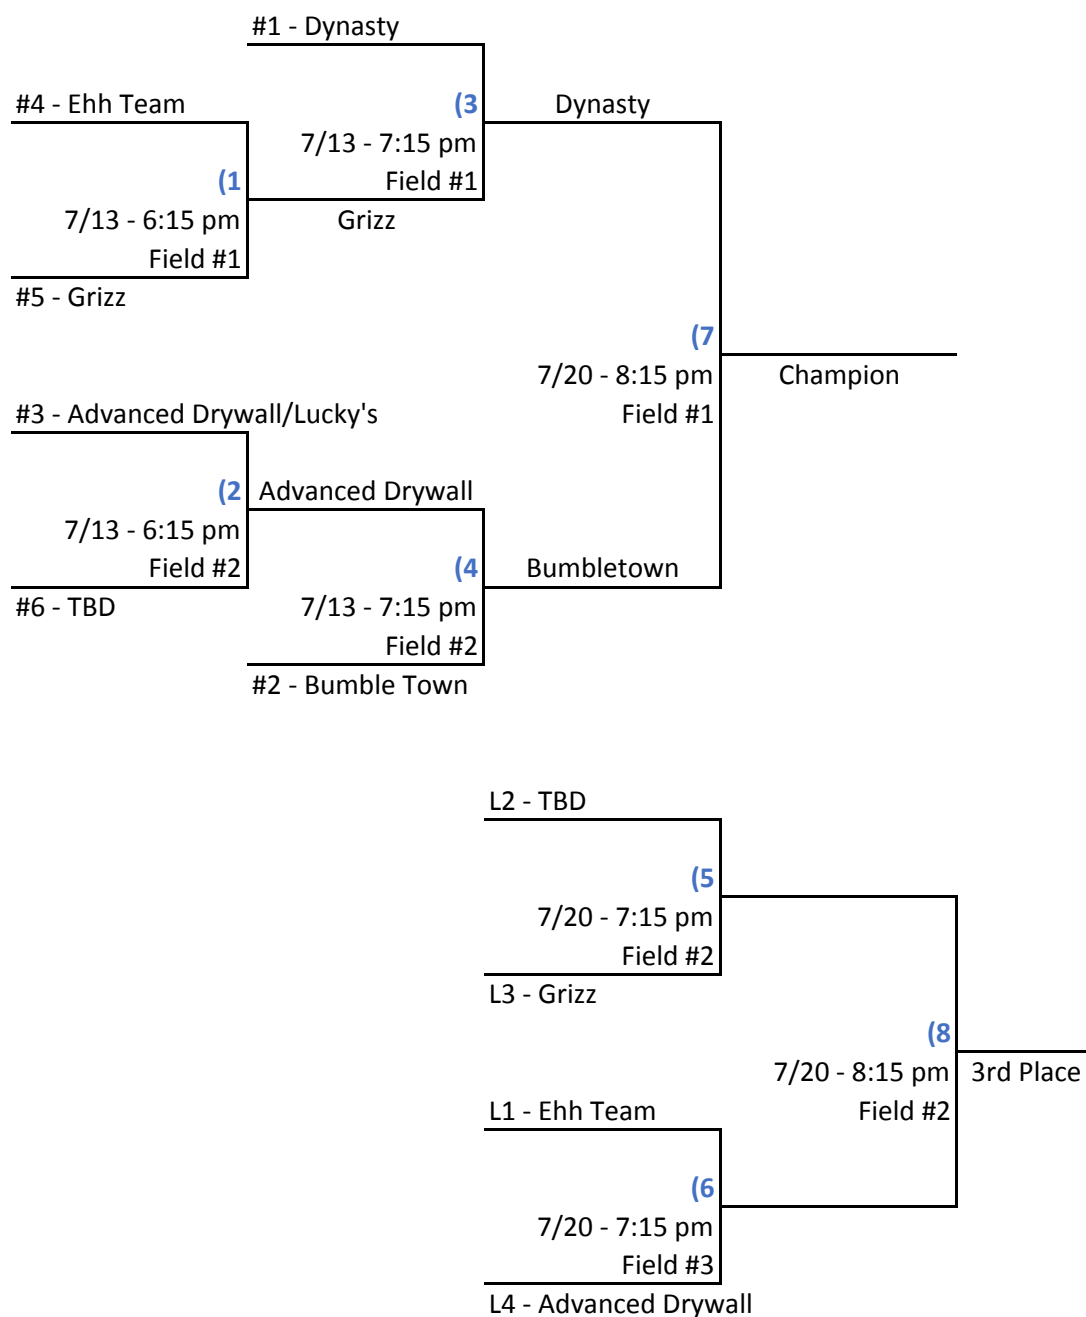 #1 - Dynasty
#4 - Ehh Team
(3
Dynasty
7/13 - 7:15 pm
(1
Field #1
7/13 - 6:15 pm
Grizz
Field #1
#5 - Grizz
(7
7/20 - 8:15 pm
Champion
#3 - Advanced Drywall/Lucky's
Field #1
(2
Advanced Drywall
7/13 - 6:15 pm
Field #2
(4
Bumbletown
#6 - TBD
7/13 - 7:15 pm
Field #2
#2 - Bumble Town
L2 - TBD
(5
7/20 - 7:15 pm
Field #2
L3 - Grizz
(8
7/20 - 8:15 pm
3rd Place
L1 - Ehh Team
Field #2
(6
7/20 - 7:15 pm
Field #3
L4 - Advanced Drywall